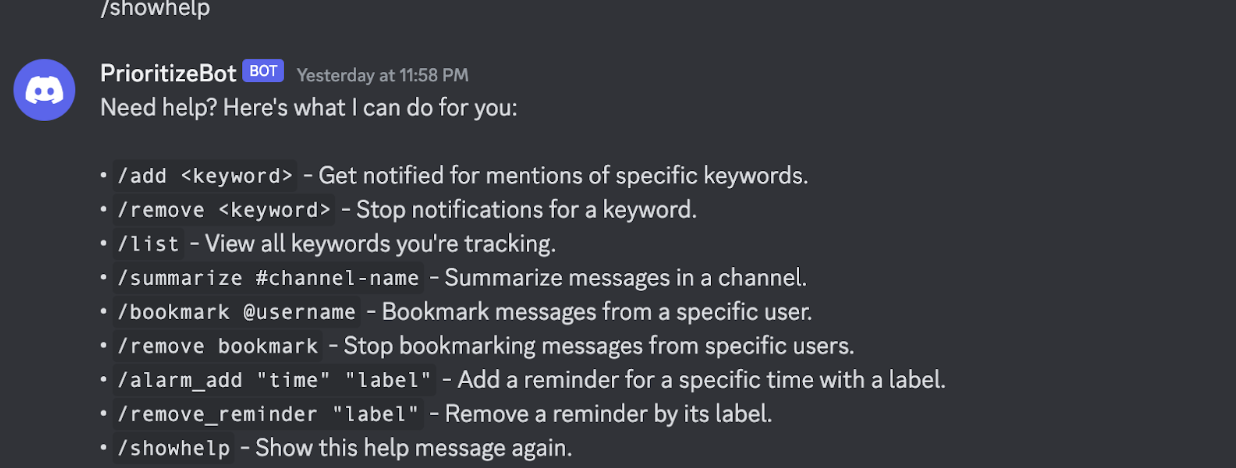 /showhelp
PrioritizeBot BOT Yesterday at 11:58 PM
Need help? Here's what I can do for you:
• /add <keyword> – Get notified for mentions of specific keywords.
• /remove <keyword> – Stop notifications for a keyword.
• /list – View all keywords you're tracking.
• /summarize #channel-name – Summarize messages in a channel.
• /bookmark @username – Bookmark messages from a specific user.
• /remove bookmark – Stop bookmarking messages from specific users.
• /alarm_add "time" "label" – Add a reminder for a specific time with a label.
• /remove_reminder "label" – Remove a reminder by its label.
• /showhelp – Show this help message again.